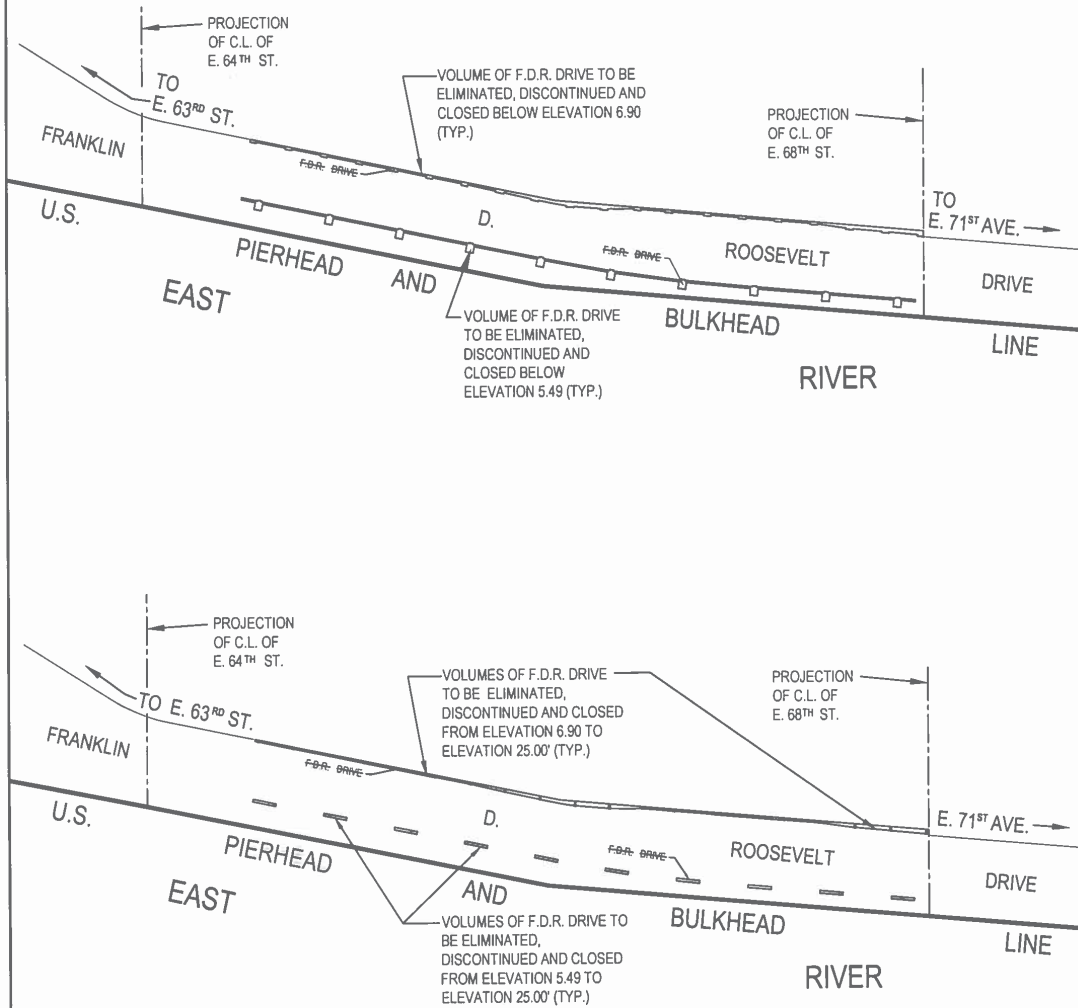 PROJECTION
OF C.L. OF
E. 64TH ST.
TO
E. 63RD ST.
FRANKLIN
VOLUME OF F.D.R. DRIVE TO BE
ELIMINATED, DISCONTINUED AND
CLOSED BELOW ELEVATION 6.90
(TYP.)
PROJECTION
OF C.L. OF
E. 68TH ST.
F.D.R. DRIVE
TO
E. 71ST AVE.
U.S.
D.
ROOSEVELT
PIERHEAD
AND
F.D.R. DRIVE
DRIVE
EAST
BULKHEAD
LINE
VOLUME OF F.D.R. DRIVE
TO BE ELIMINATED,
DISCONTINUED AND
CLOSED BELOW
ELEVATION 5.49 (TYP.)
RIVER
PROJECTION
OF C.L. OF
E. 64TH ST.
TO E. 63RD ST.
FRANKLIN
VOLUMES OF F.D.R. DRIVE
TO BE ELIMINATED,
DISCONTINUED AND CLOSED
FROM ELEVATION 6.90 TO
ELEVATION 25.00' (TYP.)
PROJECTION
OF C.L. OF
E. 68TH ST.
F.D.R. DRIVE
E. 71ST AVE.
U.S.
D.
ROOSEVELT
PIERHEAD
AND
F.D.R. DRIVE
DRIVE
EAST
BULKHEAD
LINE
VOLUMES OF F.D.R. DRIVE TO
BE ELIMINATED,
DISCONTINUED AND CLOSED
FROM ELEVATION 5.49 TO
ELEVATION 25.00' (TYP.)
RIVER